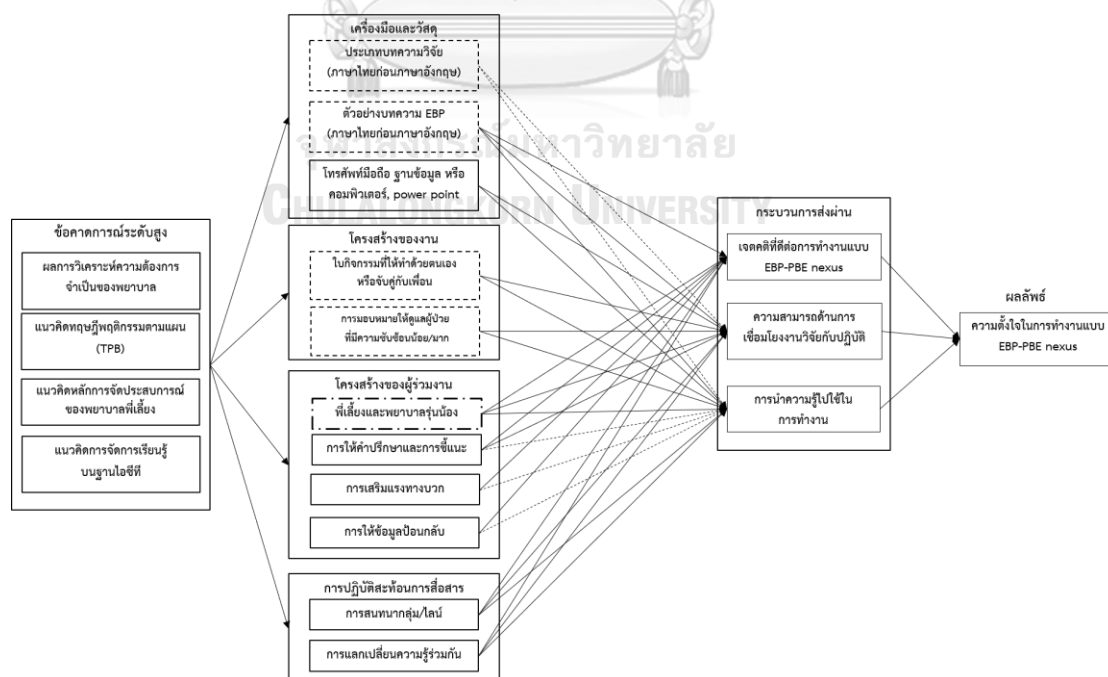 ข้อคาดการณ์ระดับสูง
ผลการวิเคราะห์ความต้องการ
จำเป็นของพยาบาล
แนวคิดทฤษฎีพฤติกรรมตามแผน
(TPB)
แนวคิดหลักการจัดประสบการณ์
ของพยาบาลพี่เลี้ยง
แนวคิดการจัดการเรียนรู้
บนฐานไอซีที
เครื่องมือและวัสดุ
ประเภทบทความวิจัย
(ภาษาไทยก่อนภาษาอังกฤษ)
ตัวอย่างบทความ EBP
(ภาษาไทยก่อนภาษาอังกฤษ)
โทรศัพท์มือถือ ฐานข้อมูล หรือ
คอมพิวเตอร์, power point
โครงสร้างของงาน
ใบกิจกรรมที่ให้ทำด้วยตนเอง
หรือจับคู่กับเพื่อน
การมอบหมายให้ดูแลผู้ป่วย
ที่มีความซับซ้อนน้อย/มาก
โครงสร้างของผู้ร่วมงาน
พี่เลี้ยงและพยาบาลรุ่นน้อง
การให้คำปรึกษาและการชี้แนะ
การเสริมแรงทางบวก
การให้ข้อมูลป้อนกลับ
การปฏิบัติสะท้อนการสื่อสาร
การสนทนากลุ่ม/ไลน์
การแลกเปลี่ยนความรู้ร่วมกัน
กระบวนการส่งผ่าน
เจตคติที่ดีต่อการทำงานแบบ
EBP-PBE nexus
ความสามารถด้านการ
เชื่อมโยงงานวิจัยกับปฏิบัติ
การนำความรู้ไปใช้ใน
การทำงาน
ผลลัพธ์
ความตั้งใจในการทำงานแบบ
EBP-PBE nexus
จุฬาลงกรณ์มหาวิทยาลัย
CHULALONGKORN UNIVERSITY